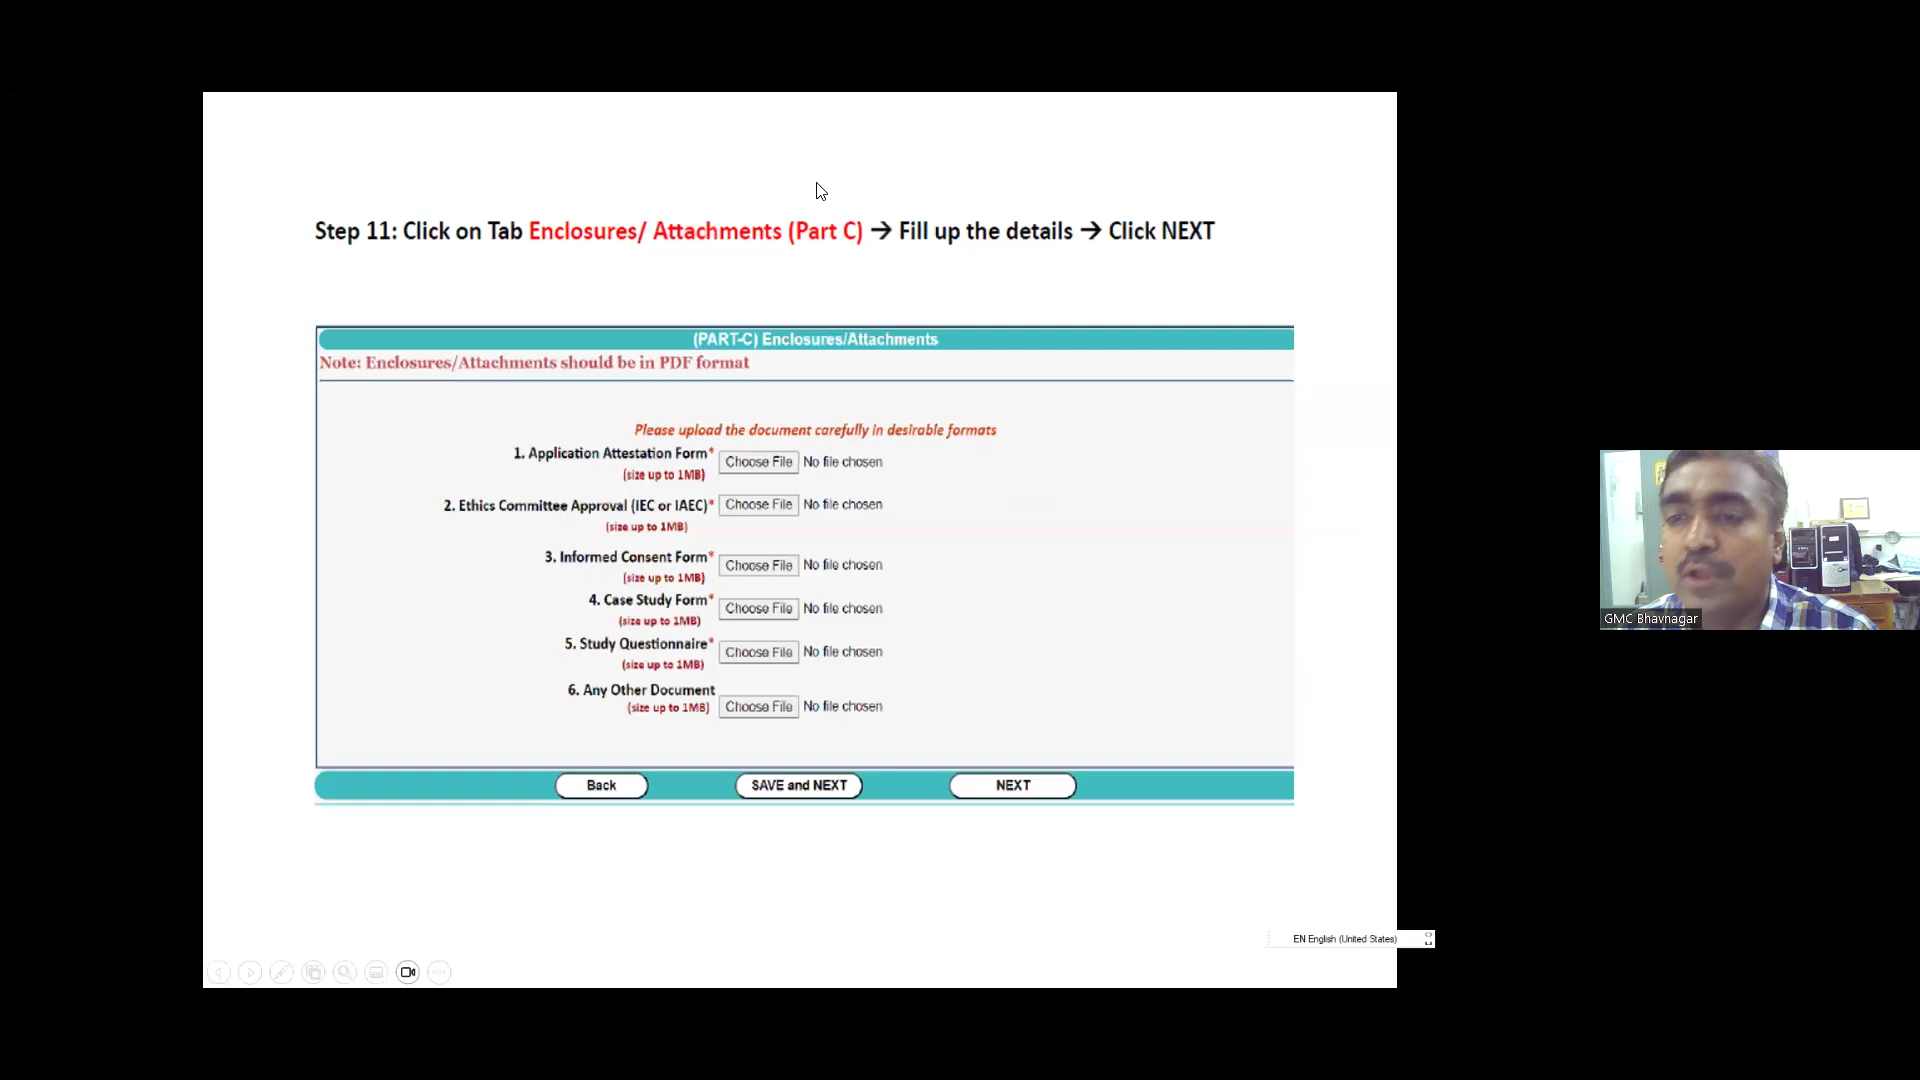 Step 11: Click on Tab Enclosures/ Attachments (Part C) → Fill up the details → Click NEXT
(PART-C) Enclosures/Attachments
Note: Enclosures/Attachments should be in PDF format
Please upload the document carefully in desirable formats
1. Application Attestation Form* Choose File No file chosen
(size up to 1MB)
2. Ethics Committee Approval (IEC or IAEC)* Choose File No file chosen
(size up to 1MB)
3. Informed Consent Form* Choose File No file chosen
(size up to 1MB)
4. Case Study Form* Choose File No file chosen
(size up to 1MB)
5. Study Questionnaire* Choose File No file chosen
(size up to 1MB)
6. Any Other Document
(size up to 1MB) Choose File No file chosen
Back SAVE and NEXT NEXT
GMC Bhavnagar
EN English (United States)